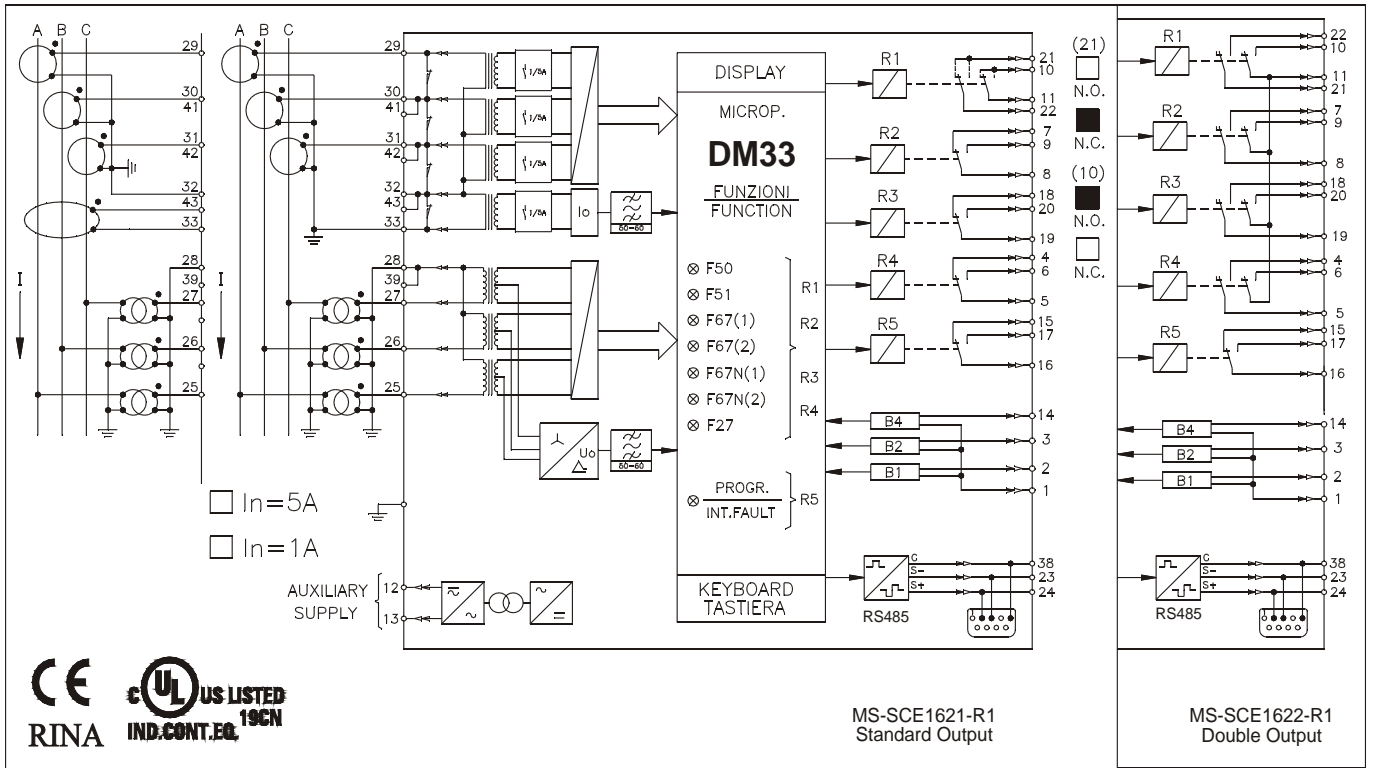 A B C
29
30
41
31
42
32
43
33
28
39
27
26
25
I
A B C
29
30
41
31
42
32
43
33
28
39
27
26
25
I
1/5A
1/5A
1/5A
1/5A
Io
50-60
Uo
50-60
DISPLAY
MICROP.
DM33
FUNZIONI
FUNCTION
F50
F51
F67(1)
F67(2)
F67N(1)
F67N(2)
F27
R1
R2
R3
R4
PROGR.
INT.FAULT
R5
KEYBOARD
TASTIERA
In=5A
In=1A
AUXILIARY
SUPPLY
12
13
R1
21
10
11
22
R2
7
9
8
R3
18
20
19
R4
4
6
5
R5
15
17
16
B4
14
B2
3
B1
2
1
C
S-
S+
38
23
24
RS485
(21)
N.O.
N.C.
(10)
N.O.
N.C.
R1
22
10
11
21
R2
7
9
8
R3
18
20
19
R4
4
6
5
R5
15
17
16
B4
14
B2
3
B1
2
1
C
S-
S+
38
23
24
RS485
CE
RINA
C UL US LISTED
19CN
IND.CONT.EQ.
MS-SCE1621-R1
Standard Output
MS-SCE1622-R1
Double Output